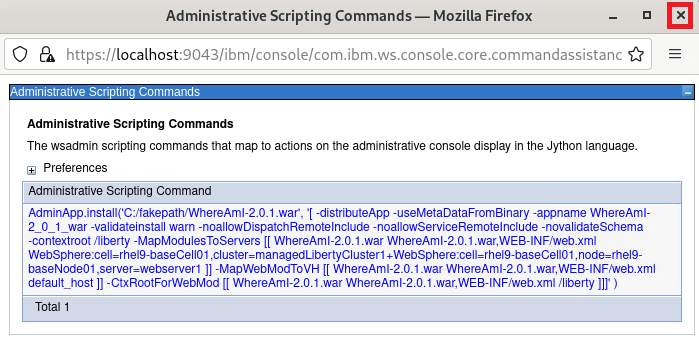 Administrative Scripting Commands — Mozilla Firefox
https://localhost:9043/ibm/console/com.ibm.ws.console.core.commandassistanc
Administrative Scripting Commands
Administrative Scripting Commands
The wsadmin scripting commands that map to actions on the administrative console display in the Jython language.
Preferences
Administrative Scripting Command
AdminApp.install('C:/fakepath/WhereAmI-2.0.1.war', '[ -distributeApp -useMetaDataFromBinary -appname WhereAmI-
2_0_1_war -validateinstall warn -noallowDispatchRemoteInclude -noallowServiceRemoteInclude -novalidateSchema
-contextroot /liberty -MapModulesToServers [[ WhereAmI-2.0.1.war WhereAmI-2.0.1.war,WEB-INF/web.xml
WebSphere:cell=rhel9-baseCell01,cluster=managedLibertyCluster1+WebSphere:cell=rhel9-baseCell01,node=rhel9-
baseNode01,server=webserver1 ]] -MapWebModToVH [[ WhereAmI-2.0.1.war WhereAmI-2.0.1.war,WEB-INF/web.xml
default_host ]] -CtxRootForWebMod [[ WhereAmI-2.0.1.war WhereAmI-2.0.1.war,WEB-INF/web.xml /liberty ]]]' )
Total 1